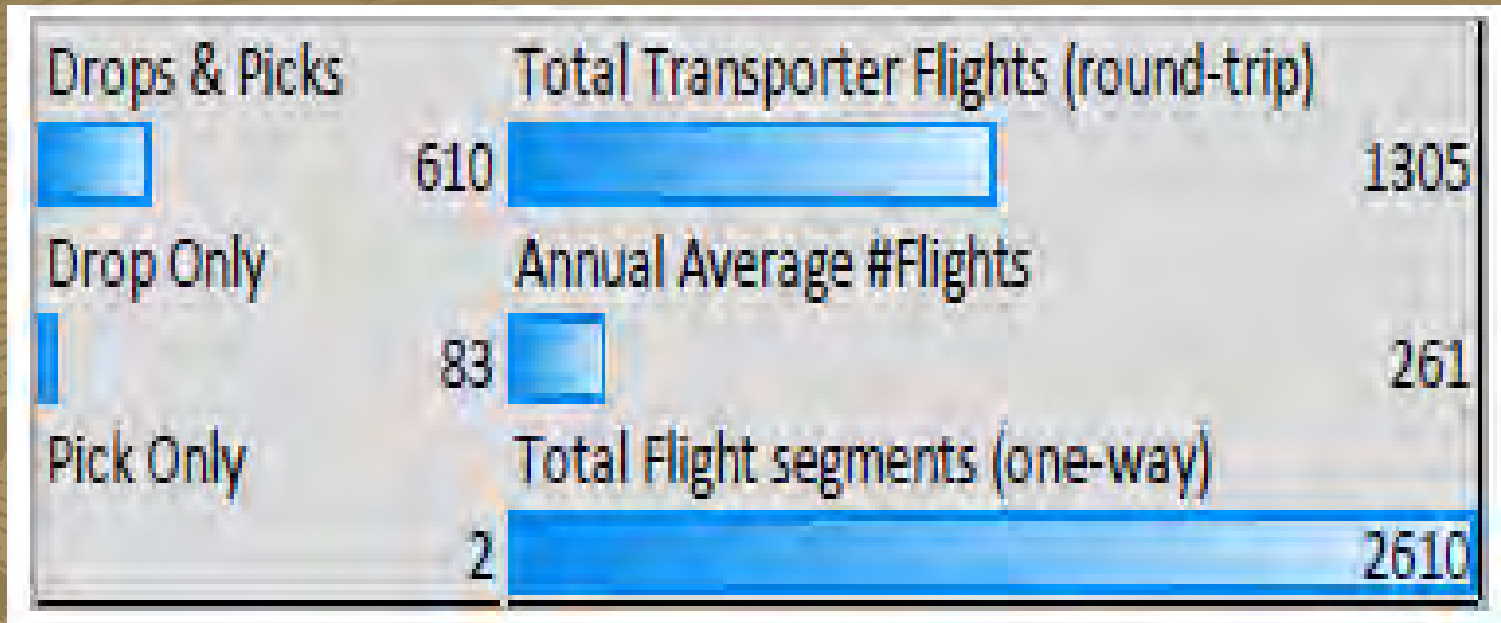 Drops & Picks
610
Drop Only
83
Pick Only
2
Total Transporter Flights (round-trip)
1305
Annual Average #Flights
261
Total Flight segments (one-way)
2610